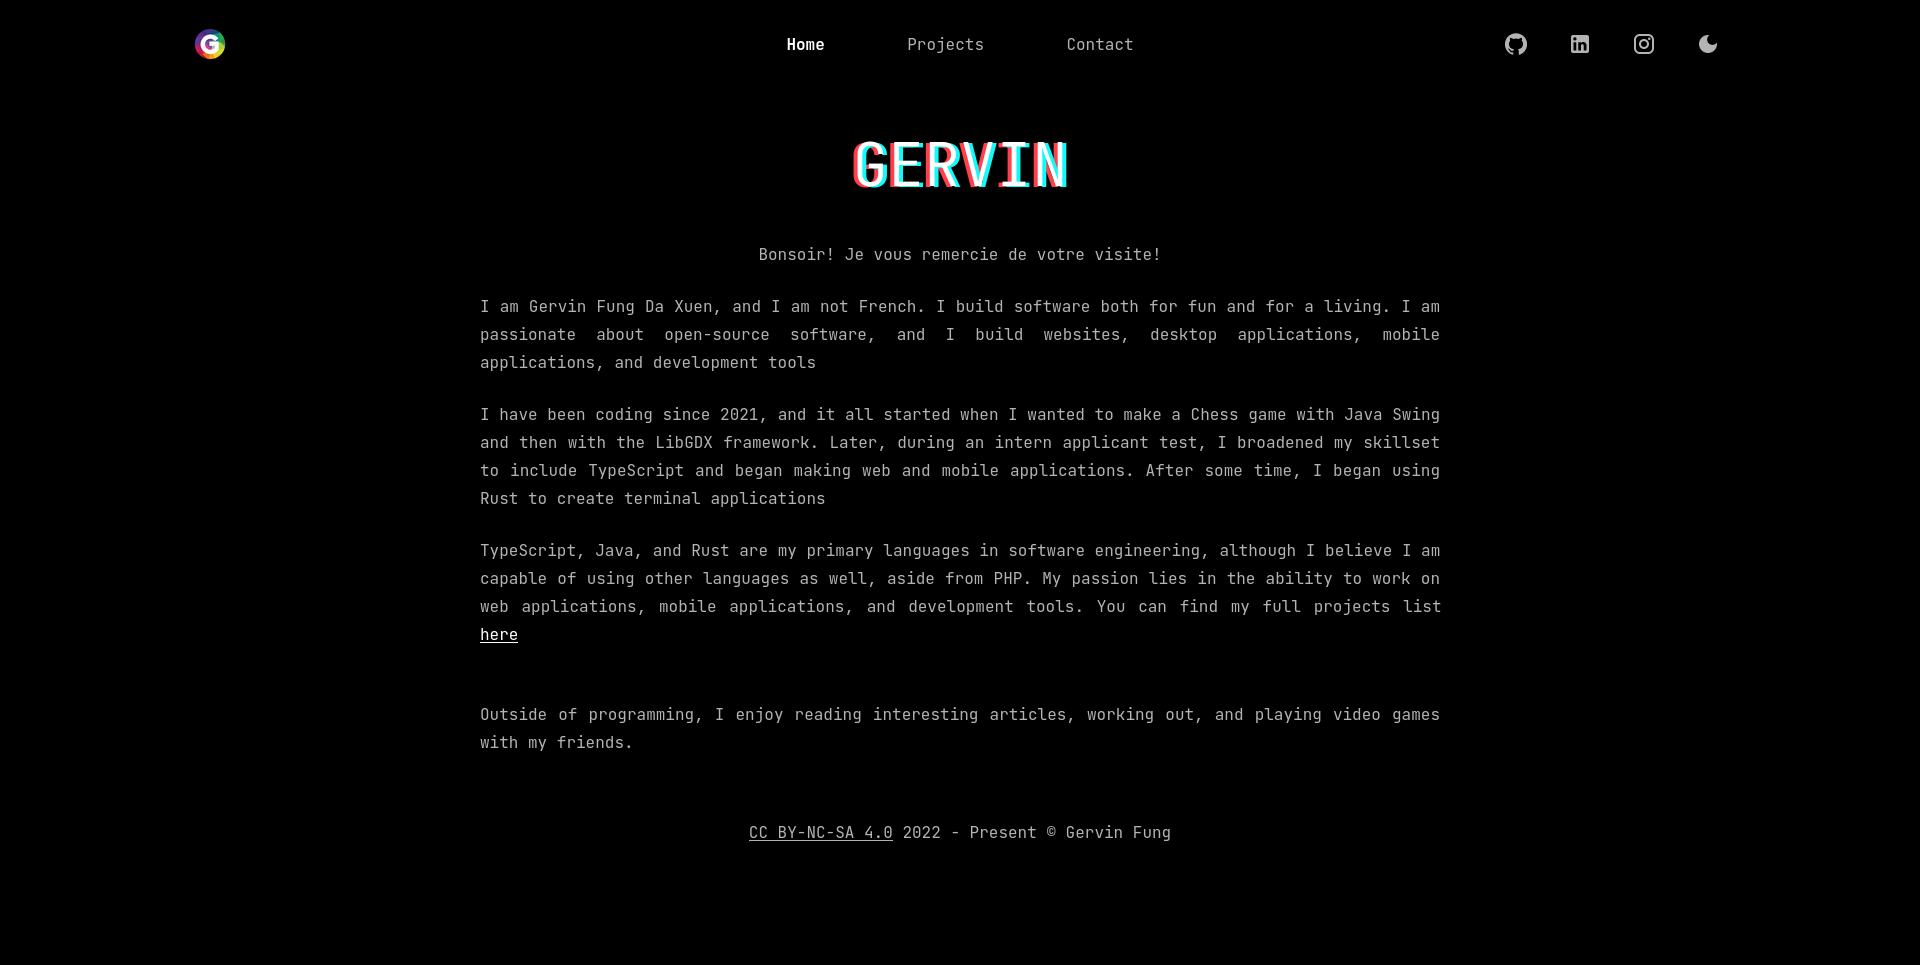 G
Home
Projects
Contact
GERVIN
Bonsoir! Je vous remercie de votre visite!
I am Gervin Fung Da Xuen, and I am not French. I build software both for fun and for a living. I am
passionate about open-source software, and I build websites, desktop applications, mobile
applications, and development tools
I have been coding since 2021, and it all started when I wanted to make a Chess game with Java Swing
and then with the LibGDX framework. Later, during an intern applicant test, I broadened my skillset
to include TypeScript and began making web and mobile applications. After some time, I began using
Rust to create terminal applications
TypeScript, Java, and Rust are my primary languages in software engineering, although I believe I am
capable of using other languages as well, aside from PHP. My passion lies in the ability to work on
web applications, mobile applications, and development tools. You can find my full projects list
here
Outside of programming, I enjoy reading interesting articles, working out, and playing video games
with my friends.
CC BY-NC-SA 4.0 2022 - Present © Gervin Fung